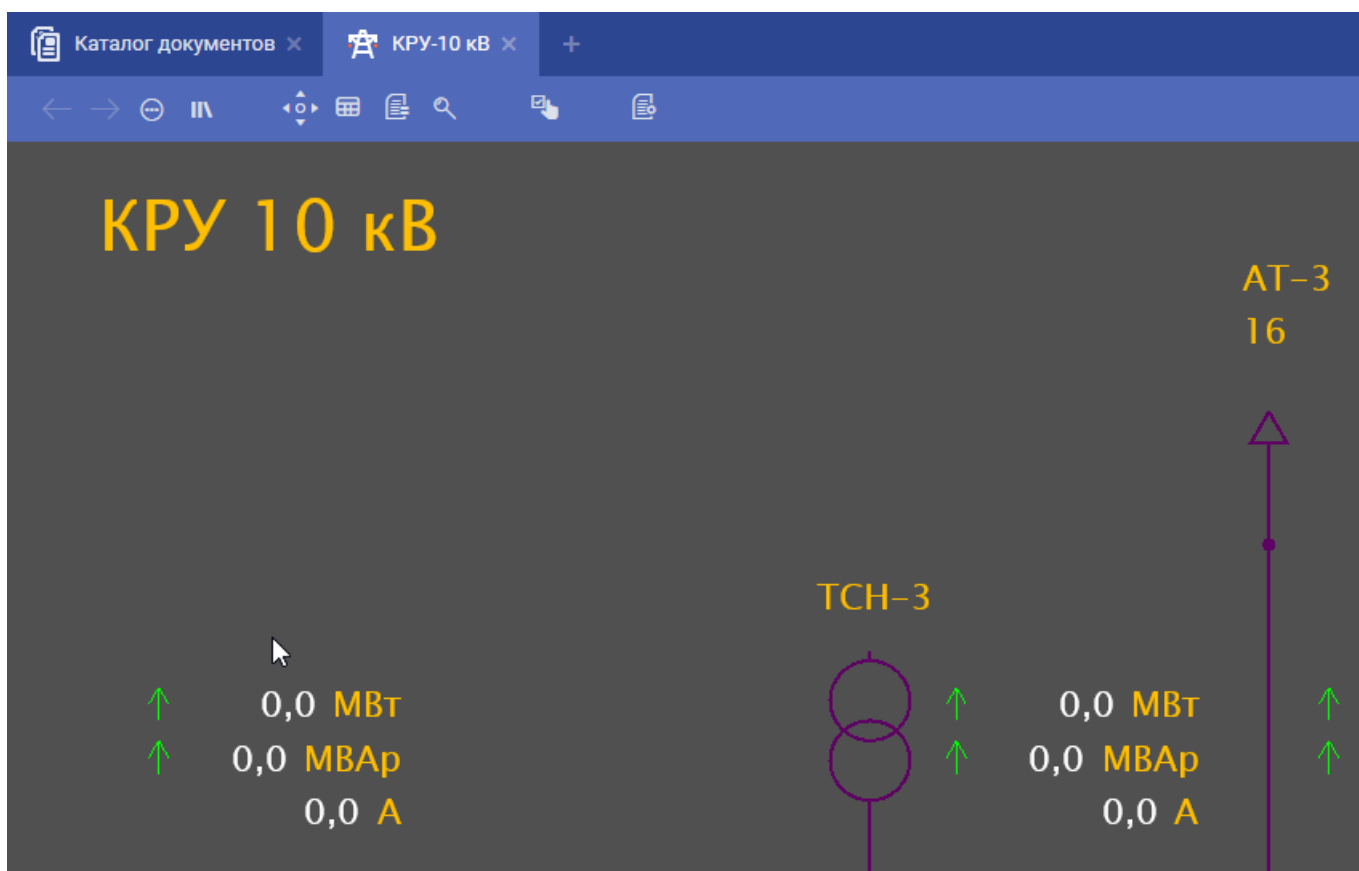 Каталог документов
КРУ-10 кВ
КРУ 10 кВ
АТ-3
16
ТСН-3
0,0 МВт
0,0 МВАр
0,0 А
0,0 МВт
0,0 МВАр
0,0 А